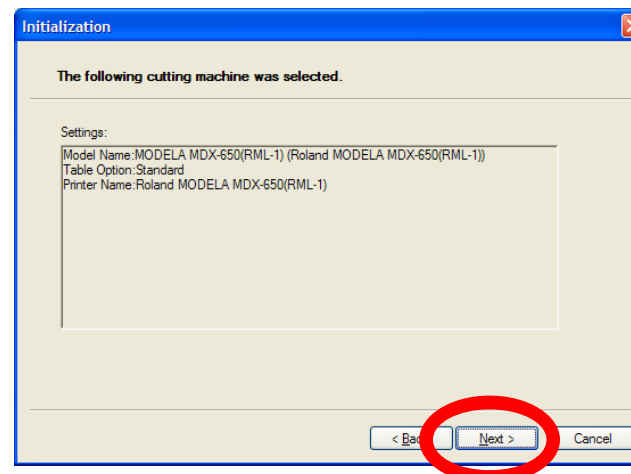 Initialization
The following cutting machine was selected.
Settings:
Model Name:MODELA MDX-650(RML-1) (Roland MODELA MDX-650(RML-1))
Table Option:Standard
Printer Name:Roland MODELA MDX-650(RML-1)
< Bac Next > Cancel